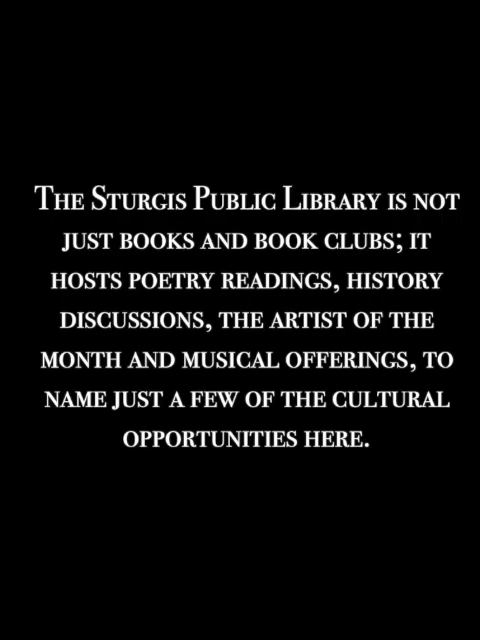 The Sturgis Public Library is not
just books and book clubs; it
hosts poetry readings, history
discussions, the artist of the
month and musical offerings, to
name just a few of the cultural
opportunities here.